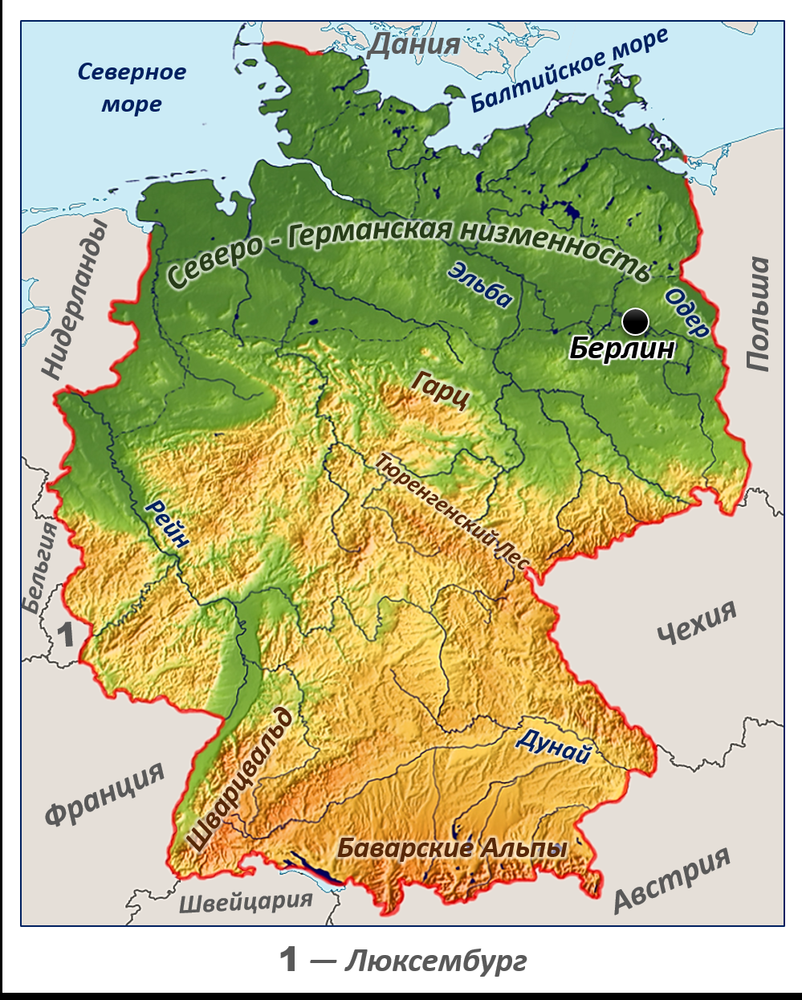 Дания
Балтийское море
Северное
море
Северо - Германская низменность
Нидерланды
Эльба
Одер
Польша
Берлин
Гарц
Тюренгенский Лес
Рейн
Бельгия
1
Чехия
Шварцвальд
Дунай
Франция
Баварские Альпы
Австрия
Швейцария
1 — Люксембург